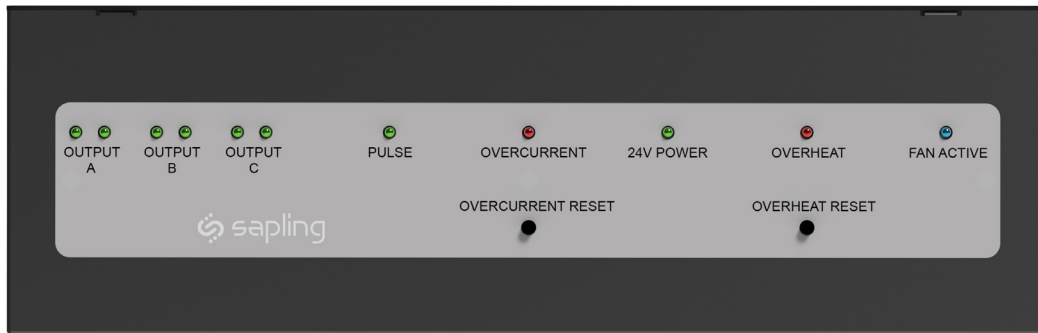 OUTPUT
A
OUTPUT
B
OUTPUT
C
PULSE
OVERCURRENT
24V POWER
OVERHEAT
FAN ACTIVE
OVERCURRENT RESET
OVERHEAT RESET
sapling